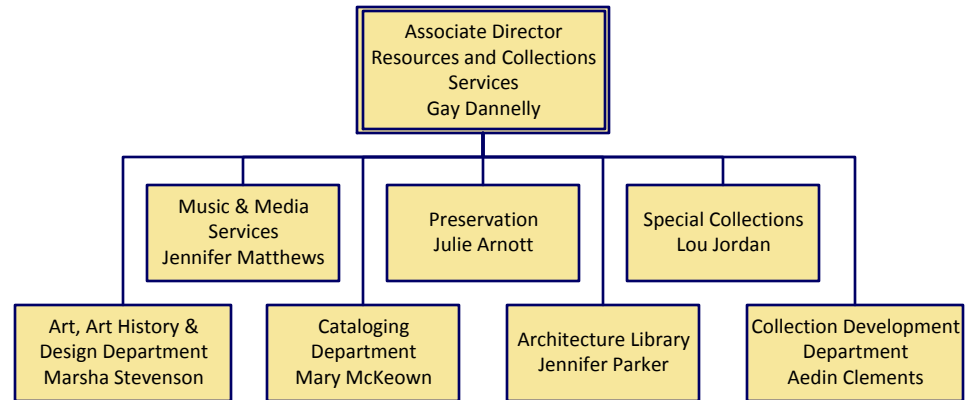 Associate Director
Resources and Collections
Services
Gay Dannelly
Music & Media
Services
Jennifer Matthews
Preservation
Julie Arnott
Special Collections
Lou Jordan
Art, Art History &
Design Department
Marsha Stevenson
Cataloging
Department
Mary McKeown
Architecture Library
Jennifer Parker
Collection Development
Department
Aedin Clements